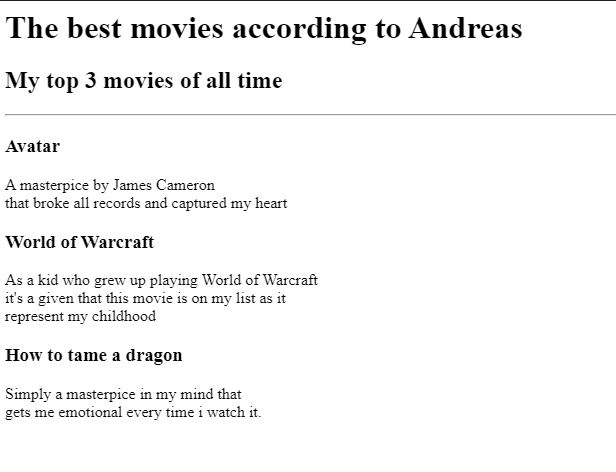 The best movies according to Andreas
My top 3 movies of all time
Avatar
A masterpice by James Cameron
that broke all records and captured my heart
World of Warcraft
As a kid who grew up playing World of Warcraft
it's a given that this movie is on my list as it
represent my childhood
How to tame a dragon
Simply a masterpice in my mind that
gets me emotional every time i watch it.